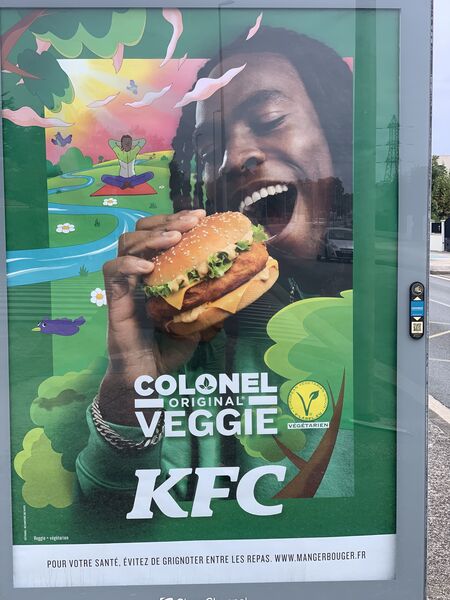 COLONEL
ORIGINAL
VEGGIE
VÉGÉTARIEN
KFC
Veggie = végétarien
POUR VOTRE SANTÉ, ÉVITEZ DE GRIGNOTER ENTRE LES REPAS. WWW.MANGERBOUGER.FR